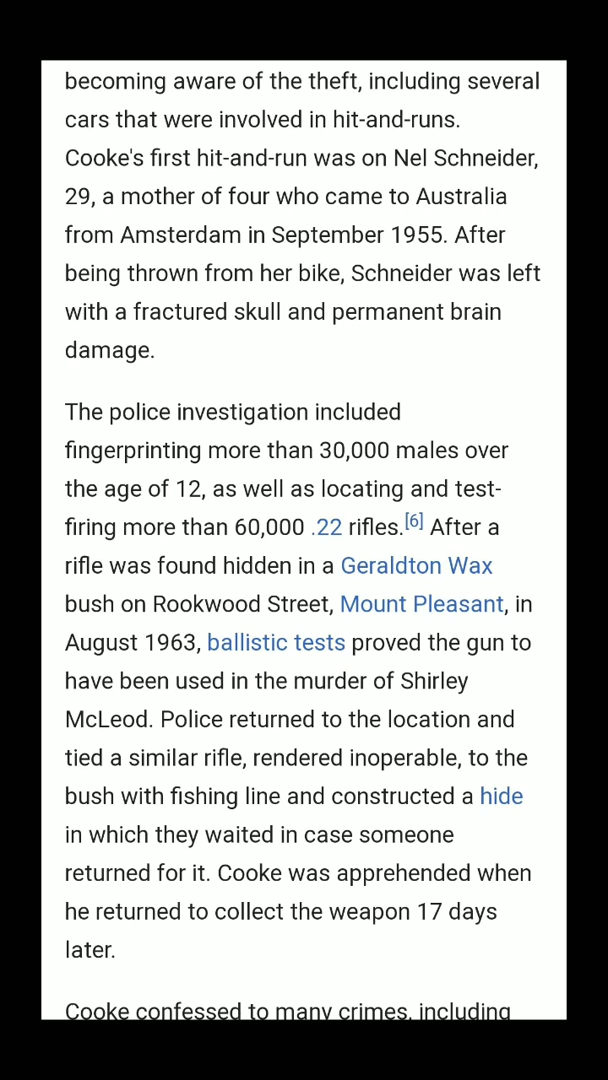 becoming aware of the theft, including several
cars that were involved in hit-and-runs.
Cooke's first hit-and-run was on Nel Schneider,
29, a mother of four who came to Australia
from Amsterdam in September 1955. After
being thrown from her bike, Schneider was left
with a fractured skull and permanent brain
damage.
The police investigation included
fingerprinting more than 30,000 males over
the age of 12, as well as locating and test-
firing more than 60,000 .22 rifles.[6] After a
rifle was found hidden in a Geraldton Wax
bush on Rookwood Street, Mount Pleasant, in
August 1963, ballistic tests proved the gun to
have been used in the murder of Shirley
McLeod. Police returned to the location and
tied a similar rifle, rendered inoperable, to the
bush with fishing line and constructed a hide
in which they waited in case someone
returned for it. Cooke was apprehended when
he returned to collect the weapon 17 days
later.
Cooke confessed to many crimes, including